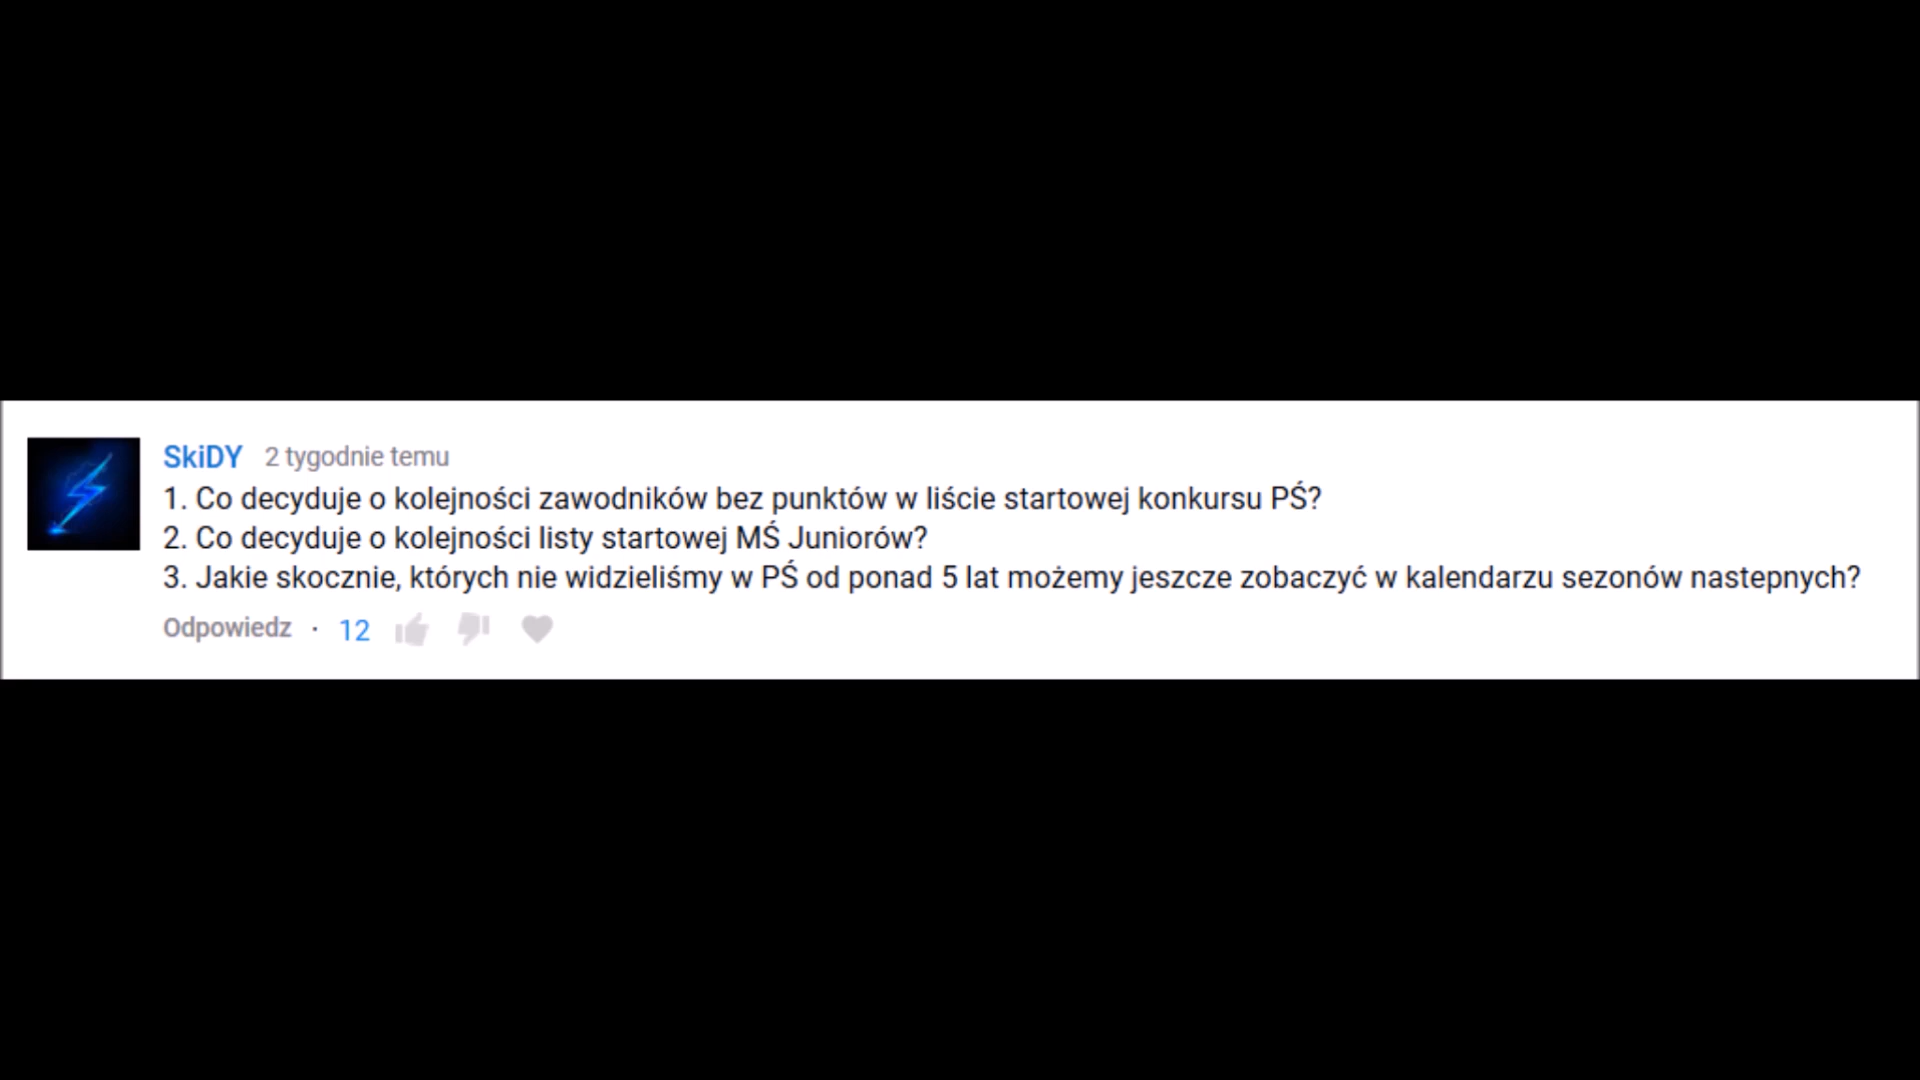 SkiDY 2 tygodnie temu
1. Co decyduje o kolejności zawodników bez punktów w liście startowej konkursu PŚ?
2. Co decyduje o kolejności listy startowej MŚ Juniorów?
3. Jakie skocznie, których nie widzieliśmy w PŚ od ponad 5 lat możemy jeszcze zobaczyć w kalendarzu sezonów nastepnych?
Odpowiedz · 12